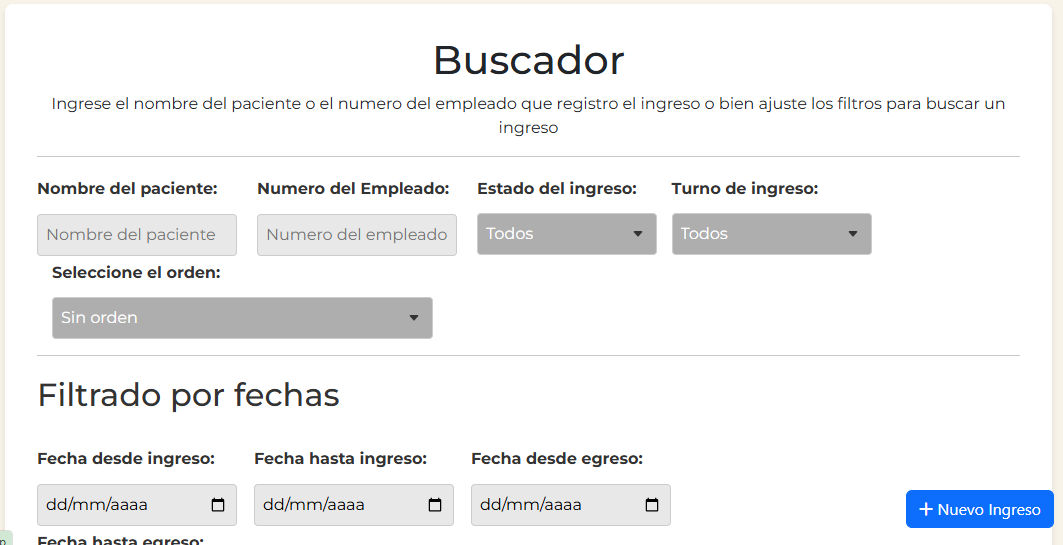 Buscador
Ingrese el nombre del paciente o el numero del empleado que registro el ingreso o bien ajuste los filtros para buscar un
ingreso
Nombre del paciente: Numero del Empleado: Estado del ingreso: Turno de ingreso:
Nombre del paciente Numero del empleado Todos Todos
Seleccione el orden:
Sin orden
Filtrado por fechas
Fecha desde ingreso: Fecha hasta ingreso: Fecha desde egreso:
dd/mm/aaaa dd/mm/aaaa dd/mm/aaaa
+ Nuevo Ingreso
Fecha hasta egreso: